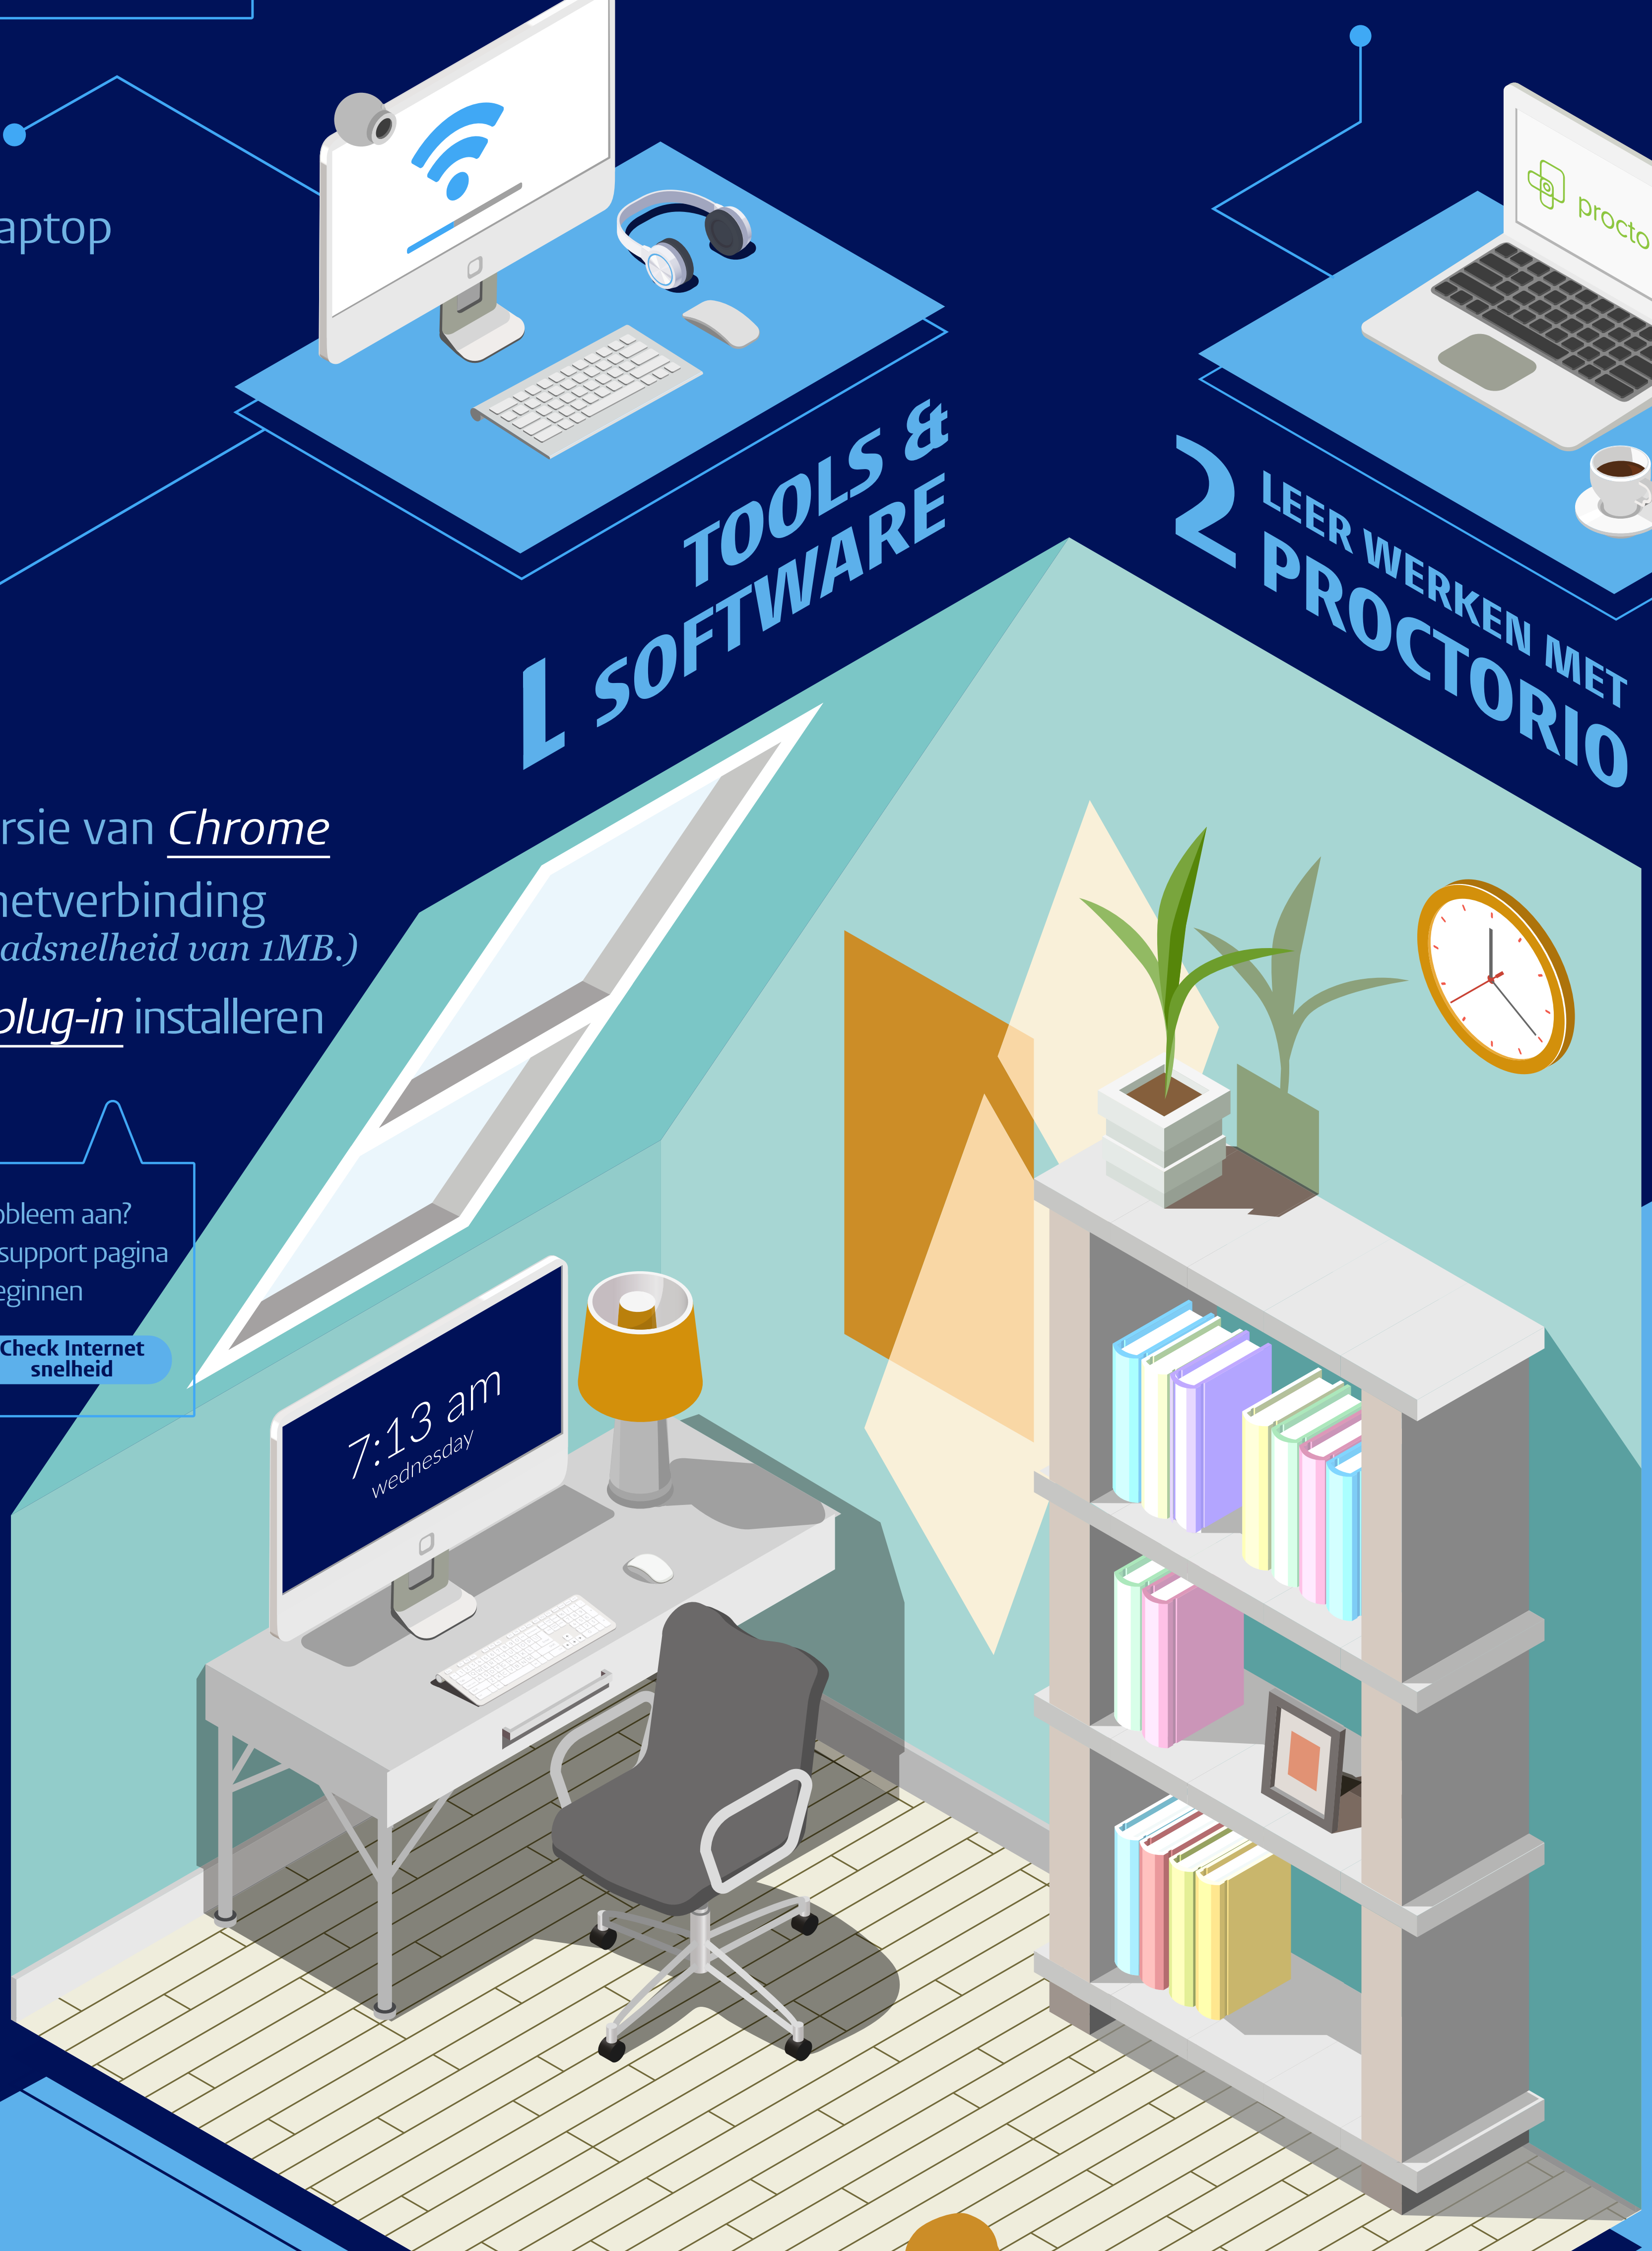 aptop
TOOLS &
1 SOFTWARE
2 LEER WERKEN MET
PROCTORIO
procto
rsie van Chrome
netverbinding
adsnelheid van 1MB.)
plug-in installeren
obleem aan?
support pagina
eginnen
Check Internet
snelheid
7:13 am
wednesday